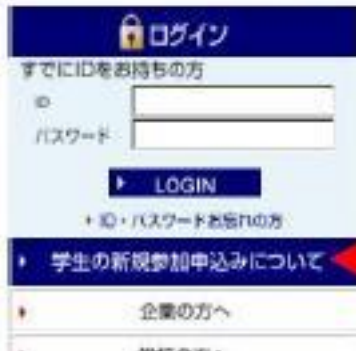 ログイン
すでにIDをお持ちの方
ID
パスワード
LOGIN
ID・パスワードお忘れの方
学生の新規参加申込みについて
企業の方へ